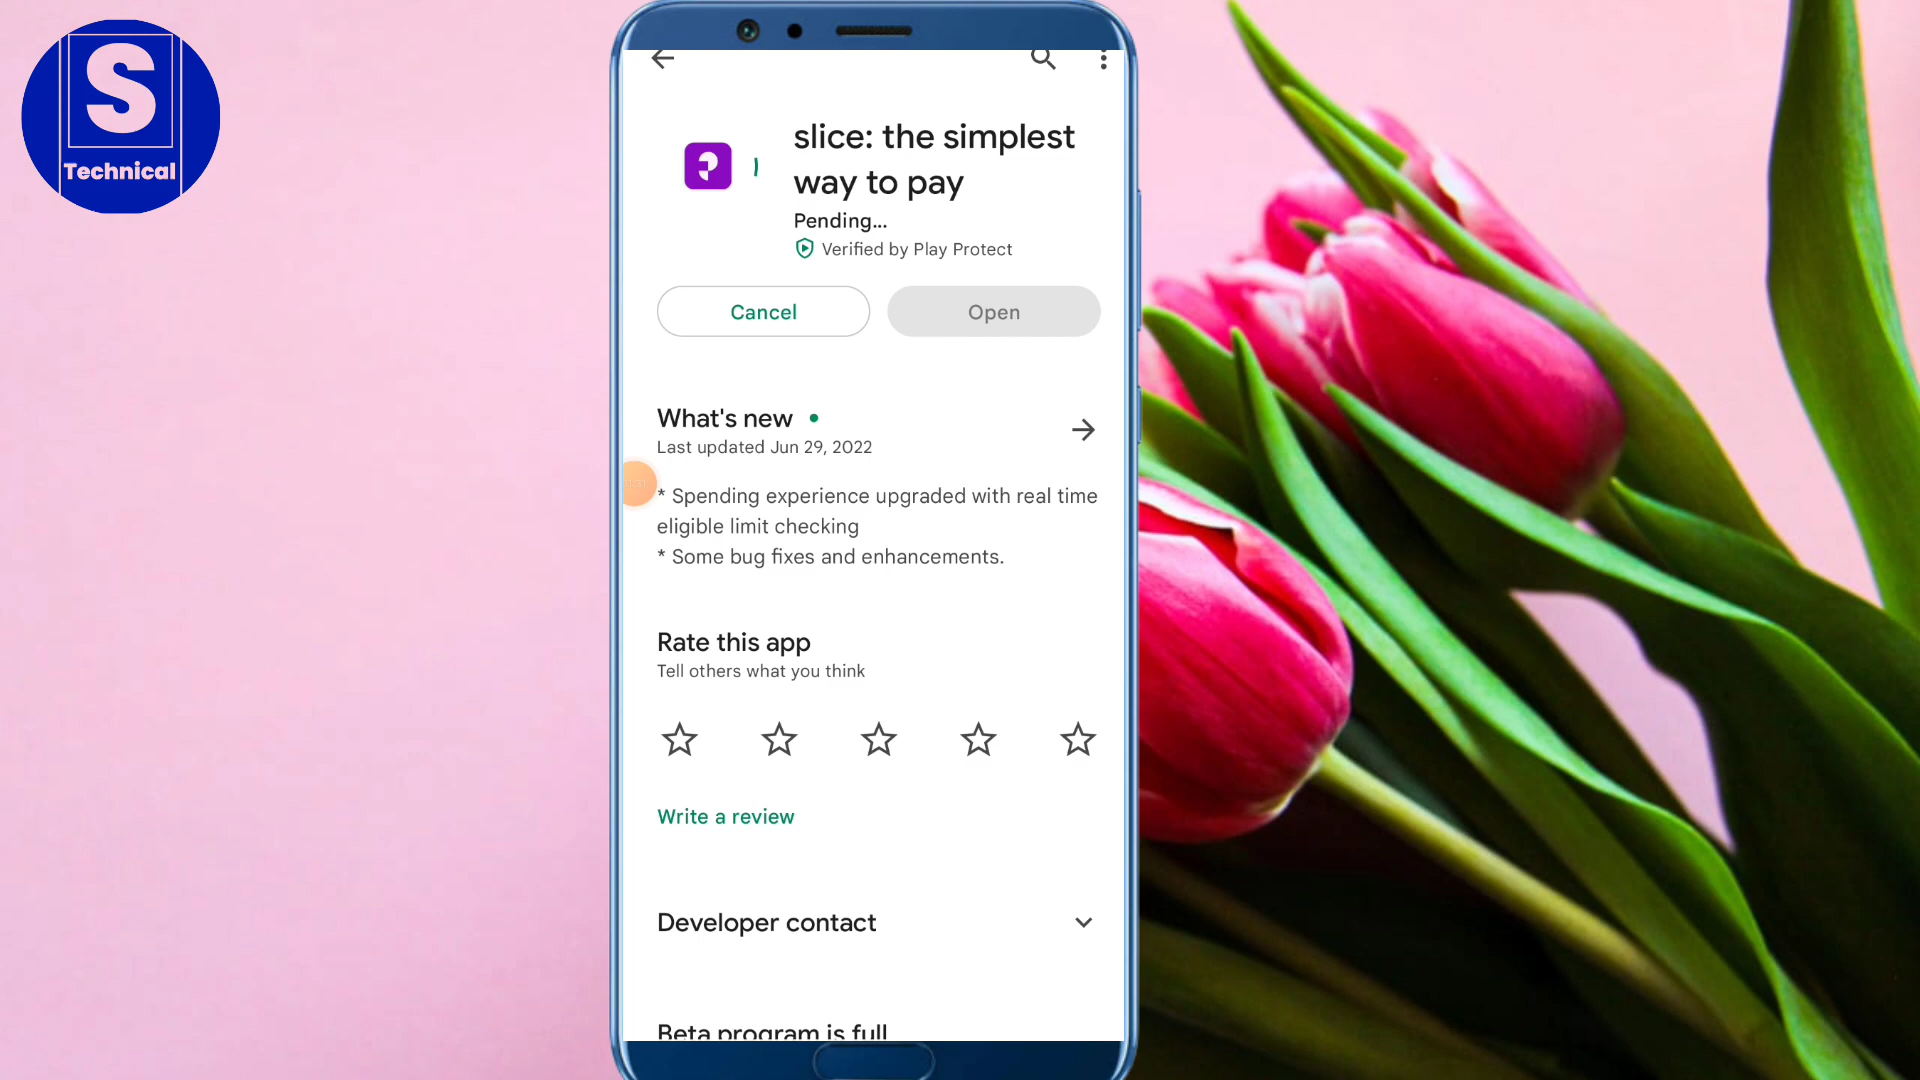 S
Technical
slice: the simplest
way to pay
Pending...
Verified by Play Protect
Cancel
Open
What's new
Last updated Jun 29, 2022
* Spending experience upgraded with real time
eligible limit checking
* Some bug fixes and enhancements.
Rate this app
Tell others what you think
Write a review
Developer contact
Beta program is full